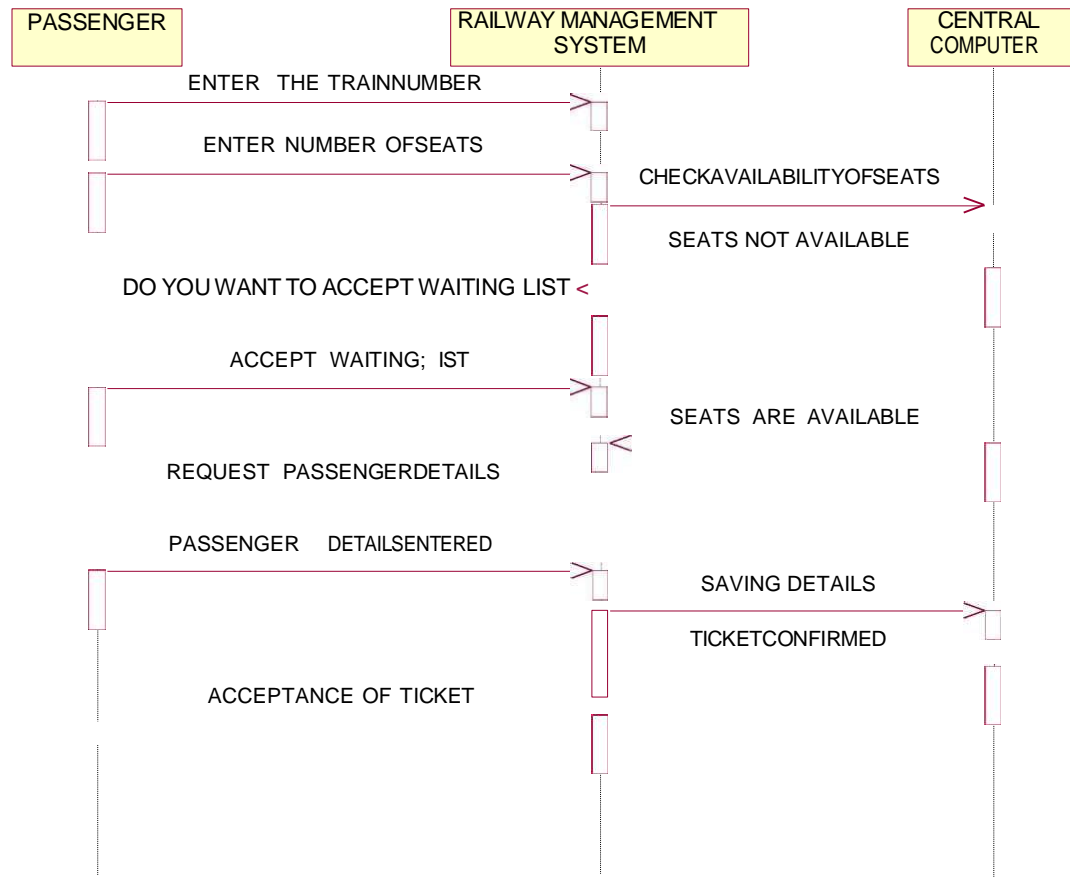 PASSENGER
RAILWAY MANAGEMENT
SYSTEM
CENTRAL
COMPUTER
ENTER THE TRAINNUMBER
ENTER NUMBER OFSEATS
CHECKAVAILABILITYOFSEATS
SEATS NOT AVAILABLE
DO YOU WANT TO ACCEPT WAITING LIST
ACCEPT WAITING; IST
SEATS ARE AVAILABLE
REQUEST PASSENGERDETAILS
PASSENGER DETAILSENTERED
SAVING DETAILS
TICKETCONFIRMED
ACCEPTANCE OF TICKET